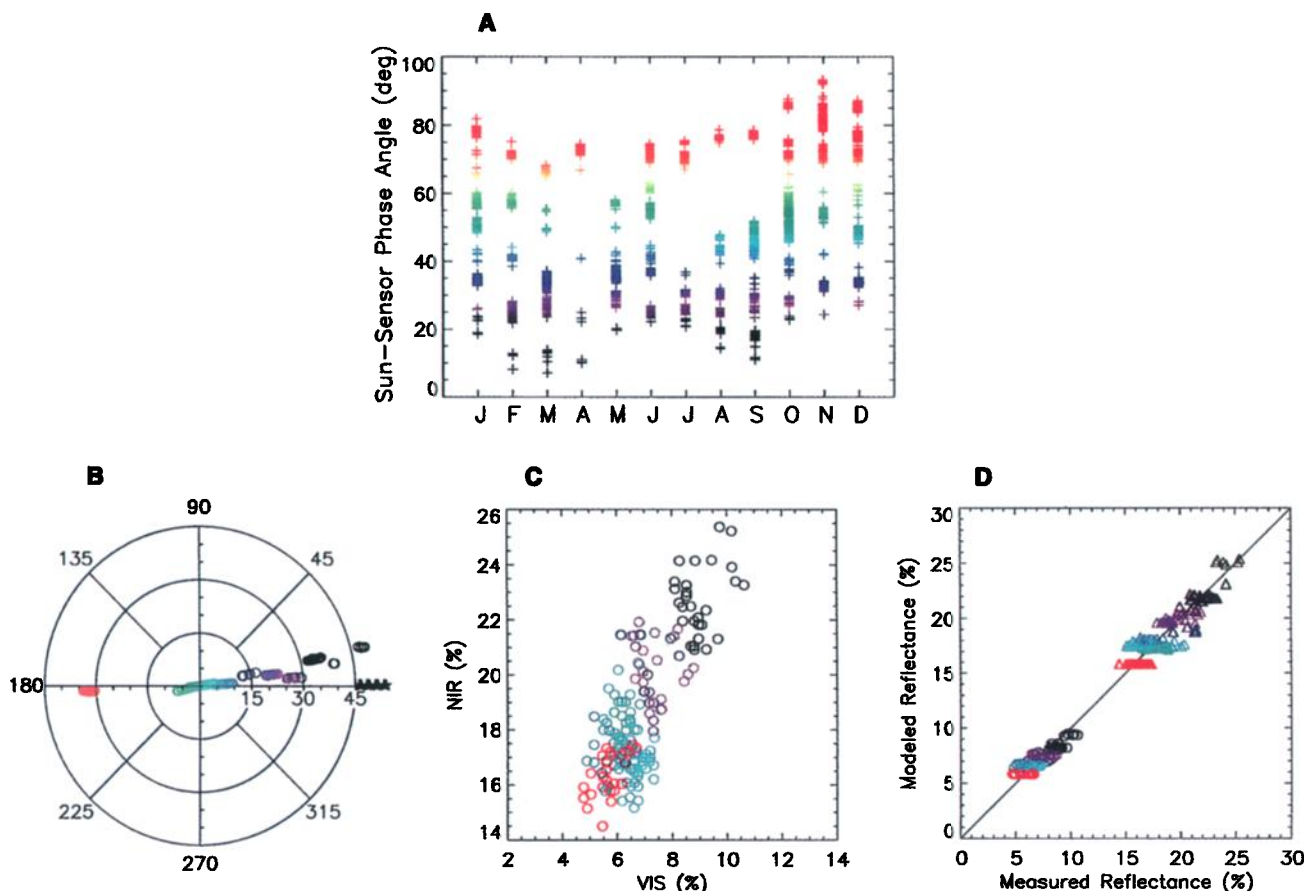 A
Sun-Sensor Phase Angle (deg)
100
80
60
40
20
0
J F M A M J J A S O N D
B
90
135 45
180 15 30 45
225 315
270
C
NIR (%)
26
24
22
20
18
16
14
2 4 6 8 10 12 14
VIS (%)
D
Modeled Reflectance (%)
30
25
20
15
10
5
0
0 5 10 15 20 25 30
Measured Reflectance (%)